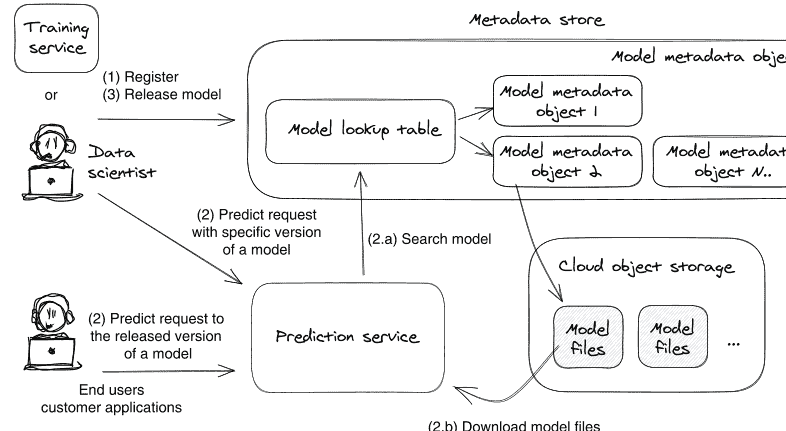 Metadata store
Training
service
Model metadata obje
(1) Register
(3) Release model
or
Model metadata
object 1
Model lookup table
Data
scientist
Model metadata
object 2
Model metadat
object N..
(2) Predict request
with specific version
of a model
(2.a) Search model
Cloud object storage
(2) Predict request to
the released version
of a model
Prediction service
Model
files
Model
files
...
End users
customer applications
(2.b) Download model files